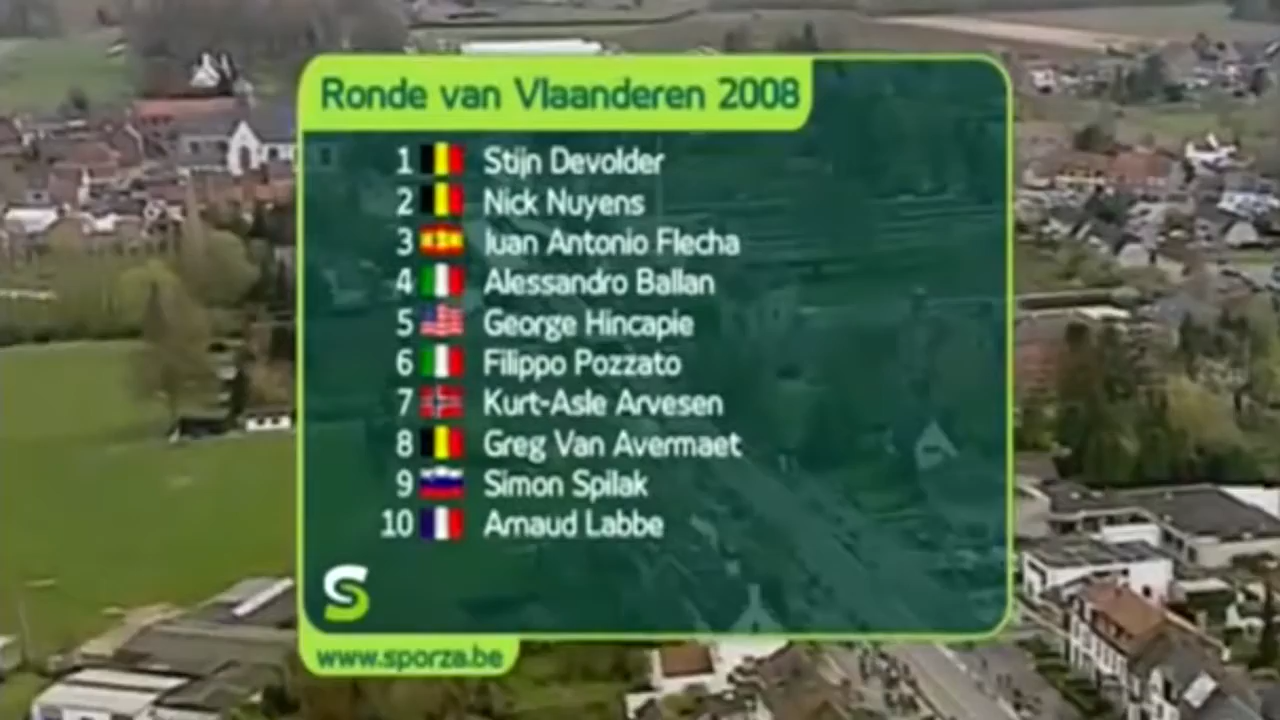 Ronde van Vlaanderen 2008
1 Stijn Devolder
2 Nick Nuyens
3 Juan Antonio Flecha
4 Alessandro Ballan
5 George Hincapie
6 Filippo Pozzato
7 Kurt-Asle Arvesen
8 Greg Van Avermaet
9 Simon Spilak
10 Arnaud Labbe
S
www.sporza.be